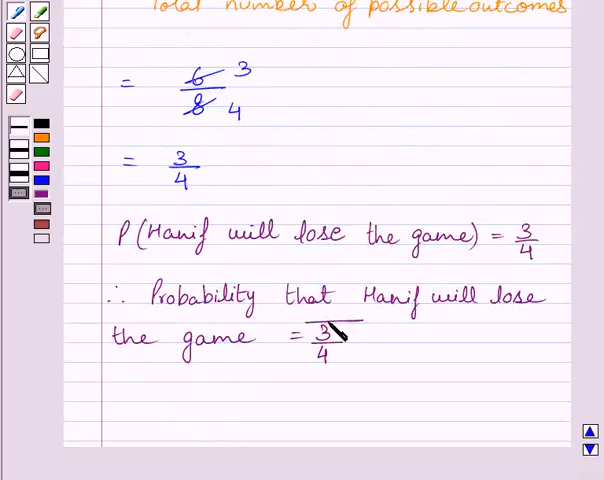 Total number of possible outcomes
= 6/8 3 4
= 3/4
P (Hanif will lose the game) = 3/4
∴ Probability that Hanif will lose
the game = 3/4